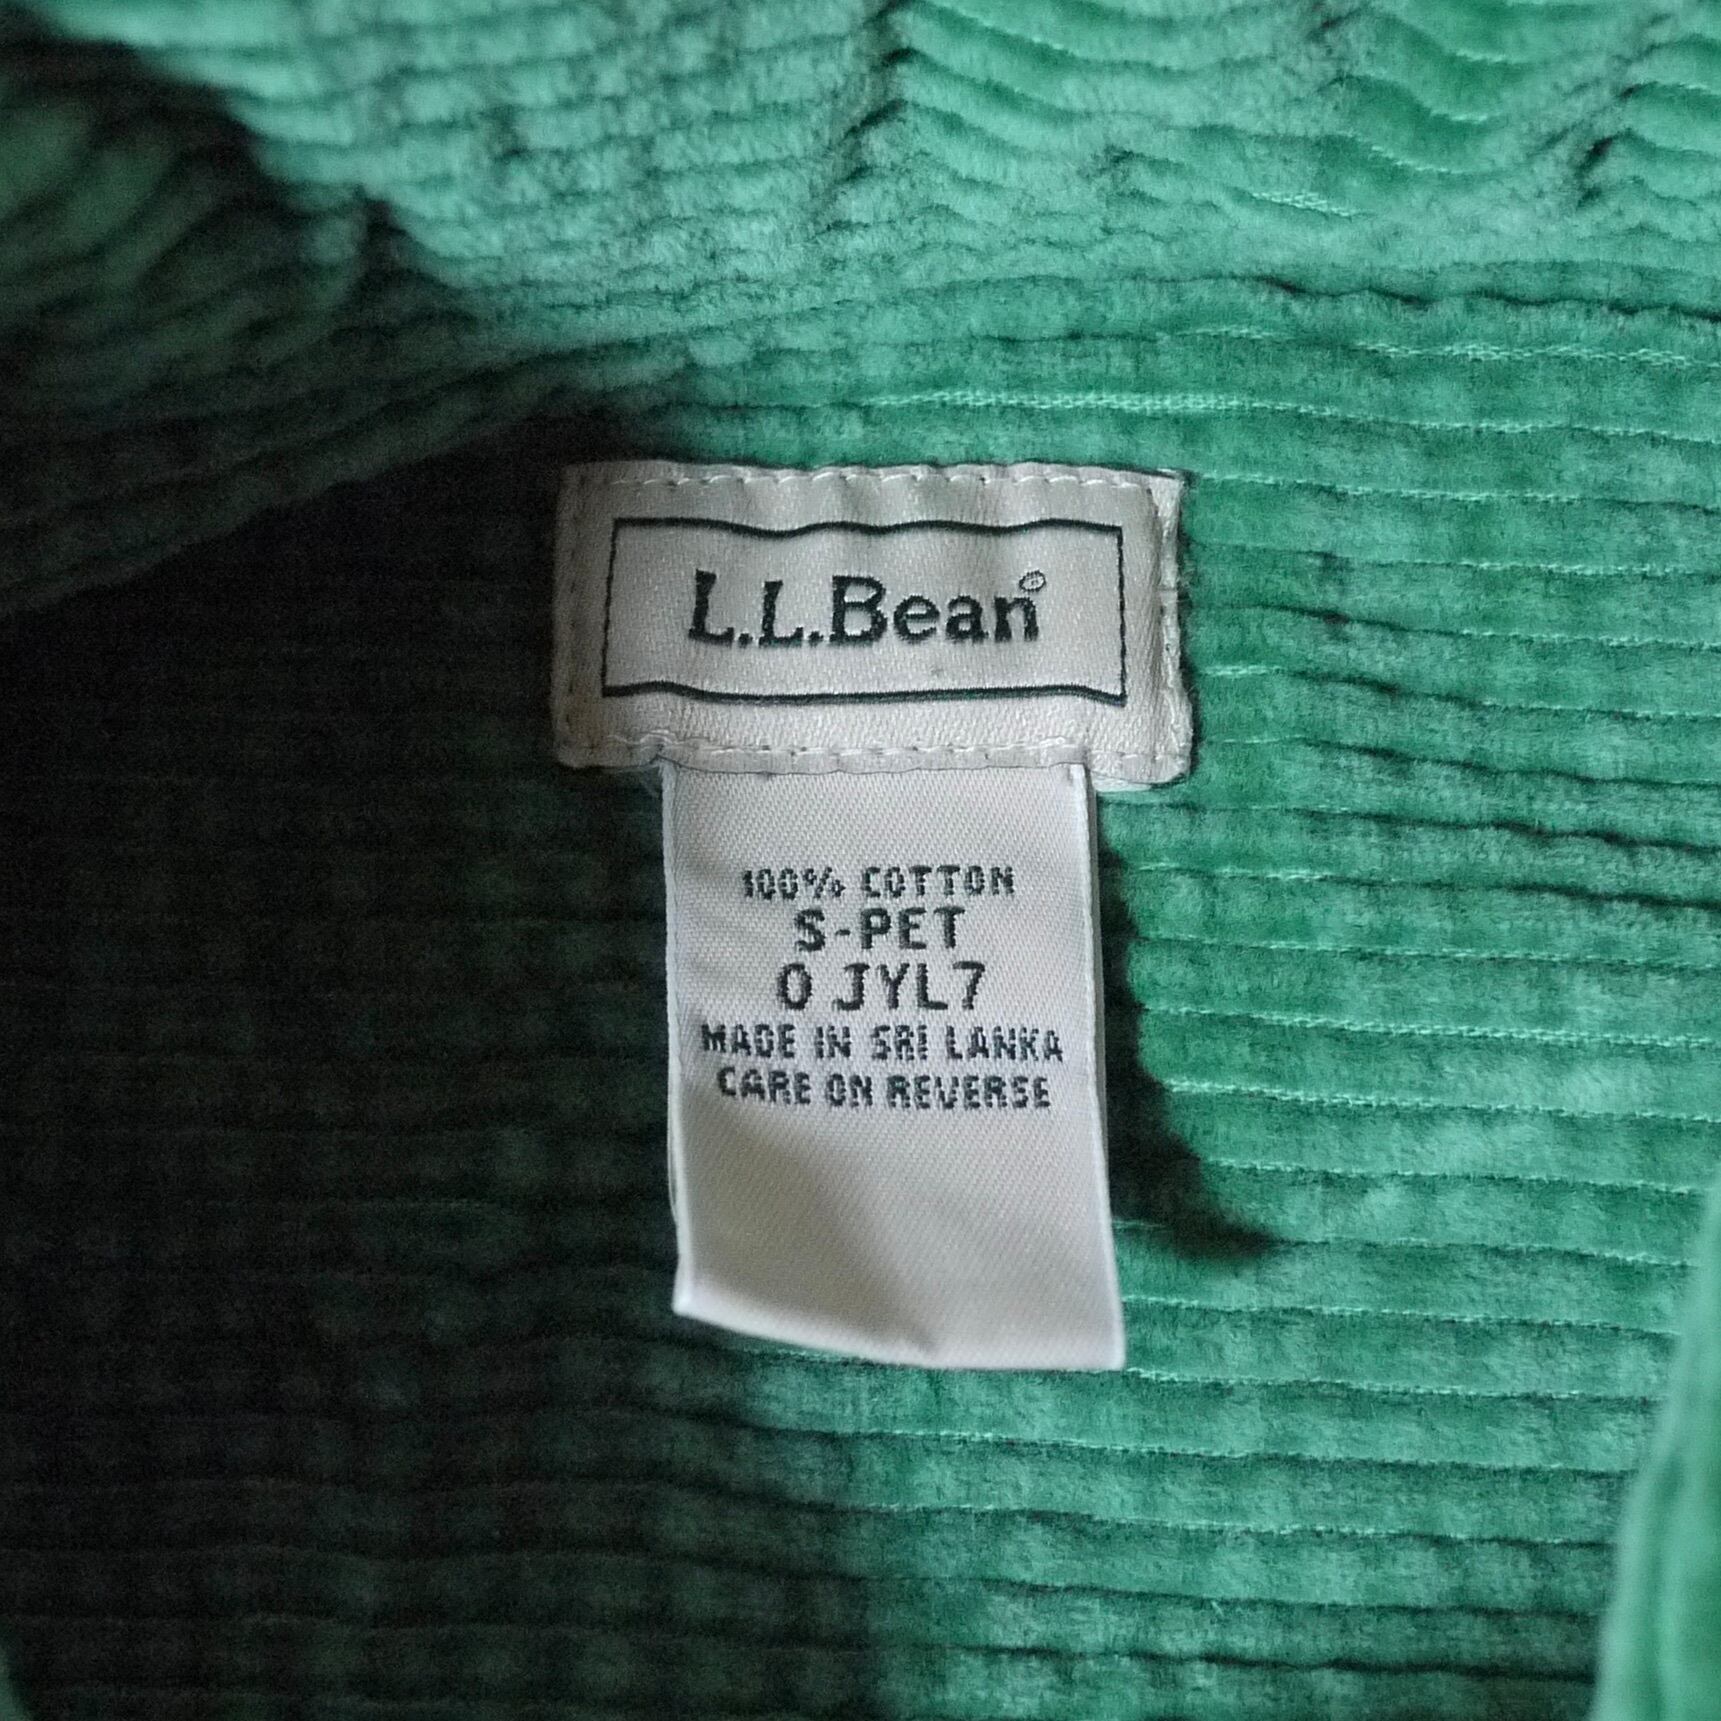 L.L.Bean®
100% COTTON
S-PET
0 JYL7
MADE IN SRI LANKA
CARE ON REVERSE